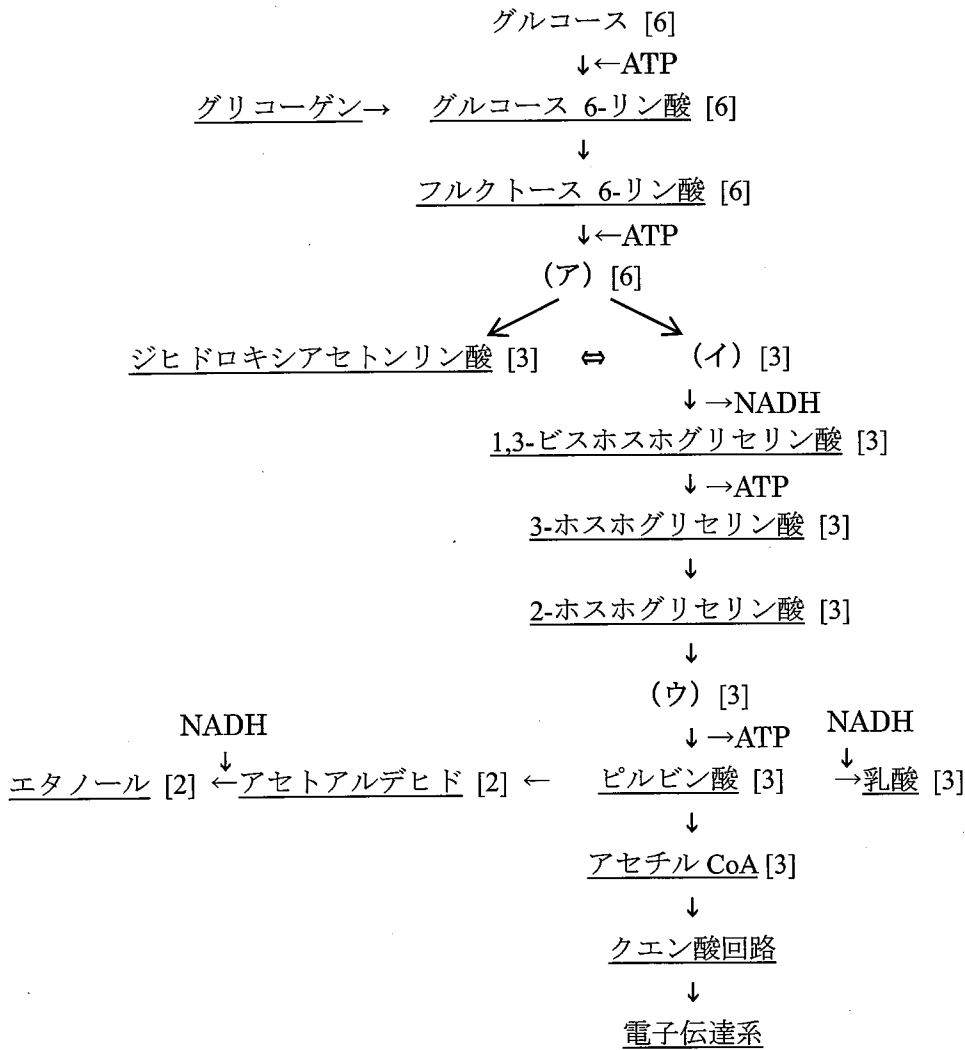 グルコース [6]
↓←ATP
グリコーゲン→ グルコース 6-リン酸 [6]
↓
フルクトース 6-リン酸 [6]
↓←ATP
(ア) [6]
ジヒドロキシアセトンリン酸 [3] ⇔ (イ) [3]
↓→NADH
1,3-ビスホスホグリセリン酸 [3]
↓→ATP
3-ホスホグリセリン酸 [3]
↓
2-ホスホグリセリン酸 [3]
↓
(ウ) [3]
NADH ↓→ATP NADH
↓ ↓
エタノール [2] ←アセトアルデヒド [2] ← ピルビン酸 [3] →乳酸 [3]
↓
アセチル CoA [3]
↓
クエン酸回路
↓
電子伝達系